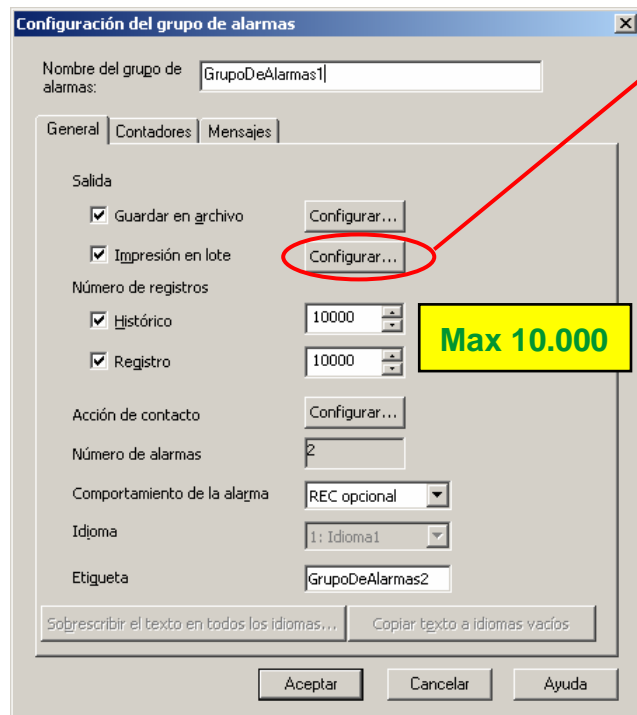 Configuración del grupo de alarmas
Nombre del grupo de
alarmas:
GrupoDeAlarmas1
General
Contadores
Mensajes
Salida
Guardar en archivo
Configurar...
Impresión en lote
Configurar...
Número de registros
Histórico
10000
Max 10.000
Registro
10000
Acción de contacto
Configurar...
Número de alarmas
2
Comportamiento de la alarma
REC opcional
Idioma
1: Idioma1
Etiqueta
GrupoDeAlarmas2
Sobrescribir el texto en todos los idiomas...
Copiar texto a idiomas vacíos
Aceptar
Cancelar
Ayuda